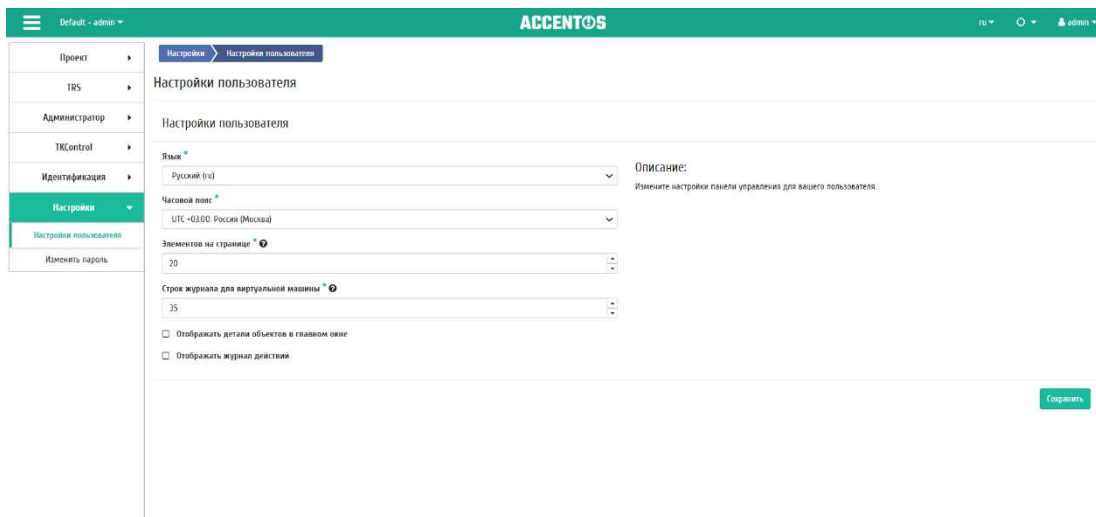 Default - admin
ACCENTOS
ru
admin
Проект
TRS
Администратор
TKControl
Идентификация
Настройки
Настройки пользователя
Изменить пароль
Настройки
Настройки пользователя
Настройки пользователя
Настройки пользователя
Язык *
Русский (ru)
Часовой пояс *
UTC +03:00: Россия (Москва)
Элементов на странице *
20
Строк журнала для виртуальной машины *
35
Отображать детали объектов в главном окне
Отображать журнал действий
Описание:
Измените настройки панели управления для вашего пользователя.
Сохранить